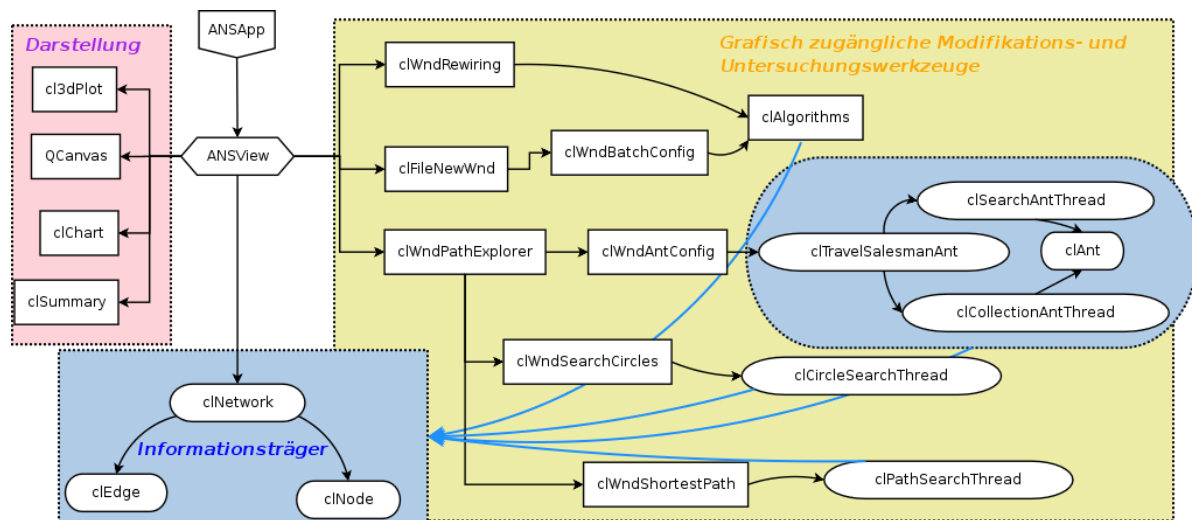 ANSApp
Darstellung
Grafisch zugängliche Modifikations- und
Untersuchungswerkzeuge
cl3dPlot
clWndRewiring
clAlgorithms
QCanvas
ANSView
clFileNewWnd
clWndBatchConfig
clSearchAntThread
clChart
clWndPathExplorer
clWndAntConfig
clTravelSalesmanAnt
clAnt
clSummary
clCollectionAntThread
clWndSearchCircles
clCircleSearchThread
clNetwork
Informationsträger
clEdge
clNode
clWndShortestPath
clPathSearchThread